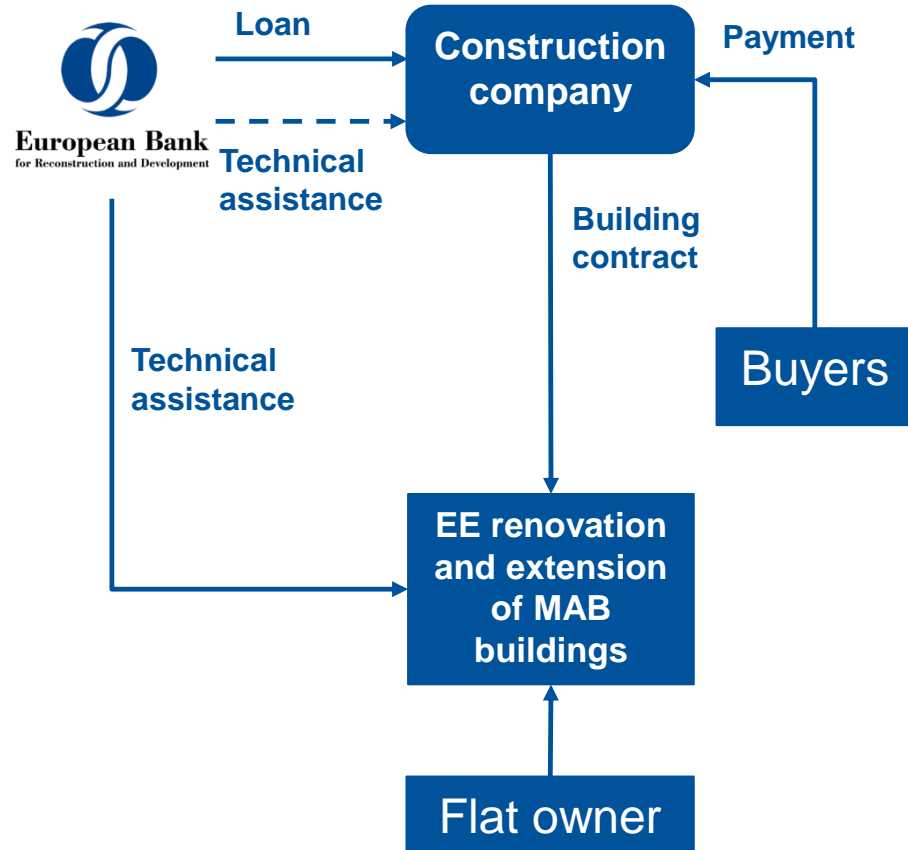 Loan
Construction
company
Payment
European Bank
for Reconstruction and Development
Technical
assistance
Building
contract
Technical
assistance
Buyers
EE renovation
and extension
of MAB
buildings
Flat owner